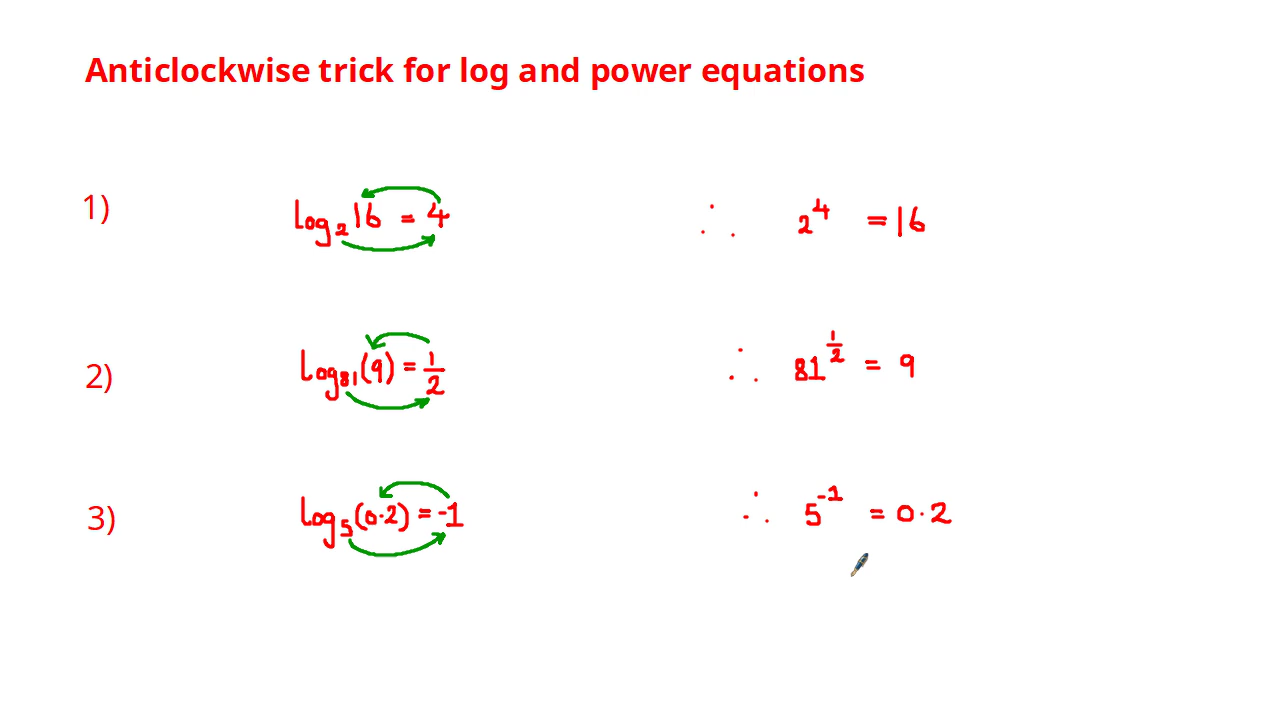 Anticlockwise trick for log and power equations
1) log₂16 = 4 ∴ 2⁴ = 16
2) log₈₁(9) = 1/2 ∴ 81^(1/2) = 9
3) log₅(0·2) = -1 ∴ 5⁻¹ = 0·2